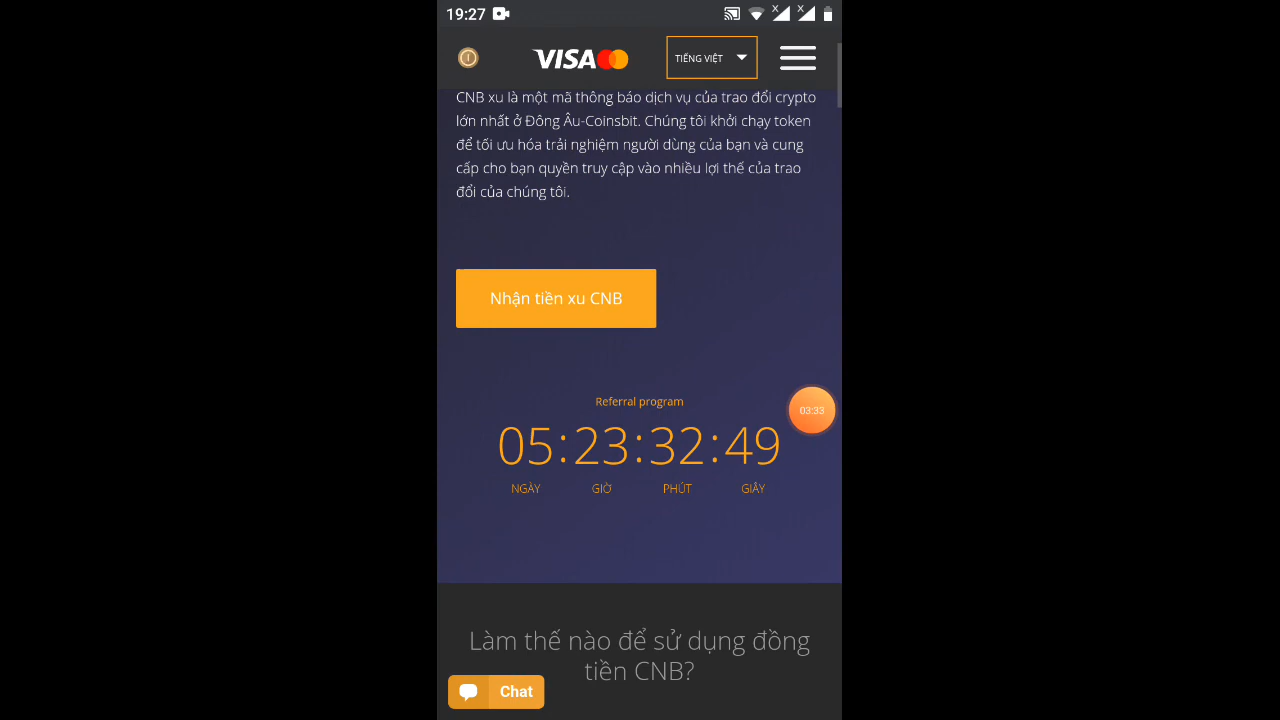 19:27
VISA
TIẾNG VIỆT
CNB xu là một mã thông báo dịch vụ của trao đổi crypto
lớn nhất ở Đông Âu-Coinsbit. Chúng tôi khởi chạy token
để tối ưu hóa trải nghiệm người dùng của bạn và cung
cấp cho bạn quyền truy cập vào nhiều lợi thế của trao
đổi của chúng tôi.
Nhận tiền xu CNB
Referral program
03:33
05:23:32:49
NGÀY GIỜ PHÚT GIÂY
Làm thế nào để sử dụng đồng
tiền CNB?
Chat